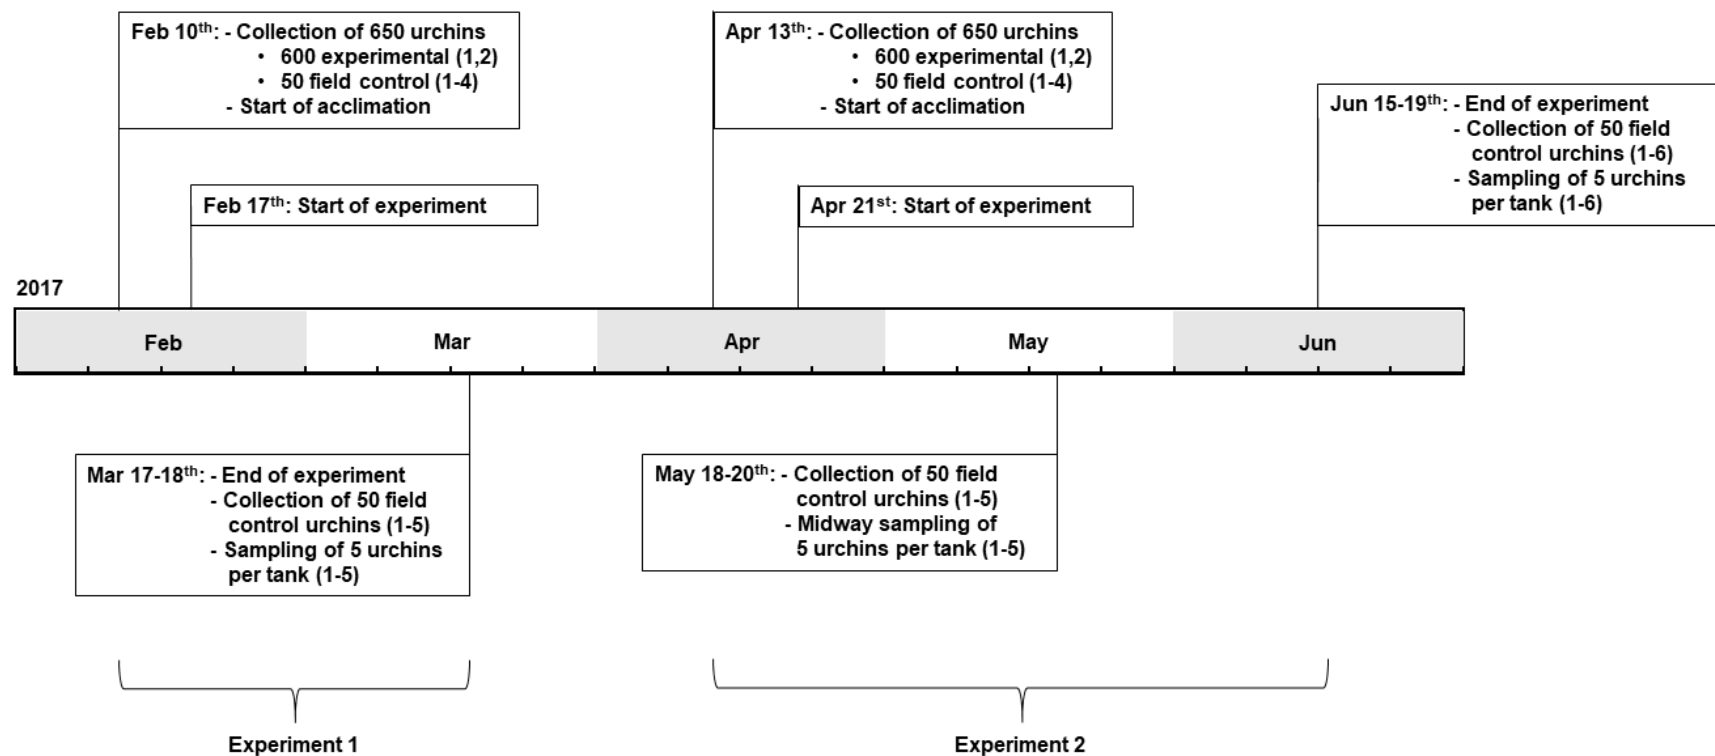 Feb 10th: - Collection of 650 urchins
• 600 experimental (1,2)
• 50 field control (1-4)
- Start of acclimation
Apr 13th: - Collection of 650 urchins
• 600 experimental (1,2)
• 50 field control (1-4)
- Start of acclimation
Jun 15-19th: - End of experiment
- Collection of 50 field
control urchins (1-6)
- Sampling of 5 urchins
per tank (1-6)
Feb 17th: Start of experiment
Apr 21st: Start of experiment
2017
Feb
Mar
Apr
May
Jun
Mar 17-18th: - End of experiment
- Collection of 50 field
control urchins (1-5)
- Sampling of 5 urchins
per tank (1-5)
May 18-20th: - Collection of 50 field
control urchins (1-5)
- Midway sampling of
5 urchins per tank (1-5)
Experiment 1
Experiment 2